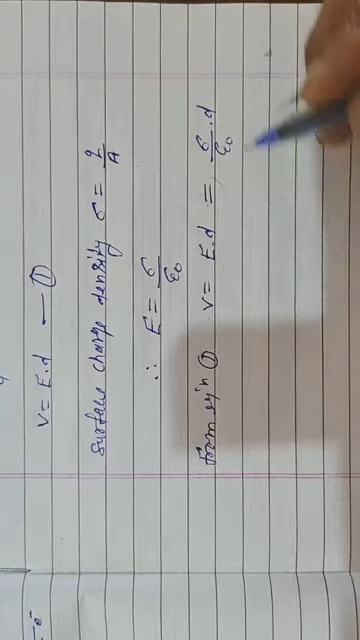 V = E.d — ①
surface charge density σ = q/A
∴ E = σ/ε₀
from eq'n ① V = E.d = σ/ε₀ . d